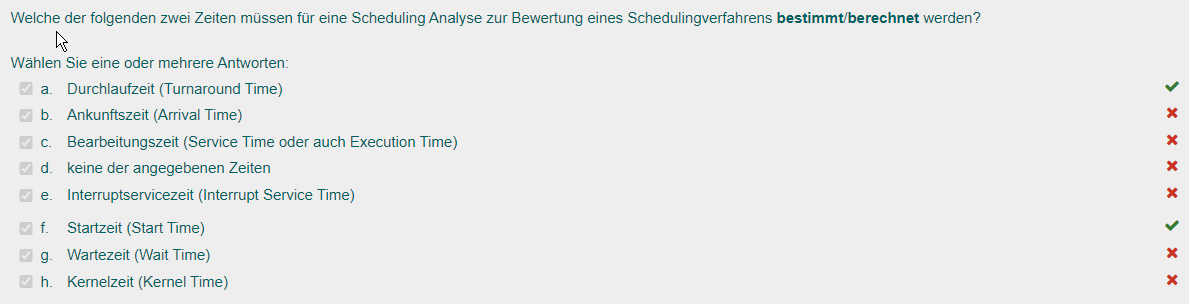 Welche der folgenden zwei Zeiten müssen für eine Scheduling Analyse zur Bewertung eines Schedulingverfahrens bestimmt/berechnet werden?
Wählen Sie eine oder mehrere Antworten:
a. Durchlaufzeit (Turnaround Time)
b. Ankunftszeit (Arrival Time)
c. Bearbeitungszeit (Service Time oder auch Execution Time)
d. keine der angegebenen Zeiten
e. Interruptservicezeit (Interrupt Service Time)
f. Startzeit (Start Time)
g. Wartezeit (Wait Time)
h. Kernelzeit (Kernel Time)